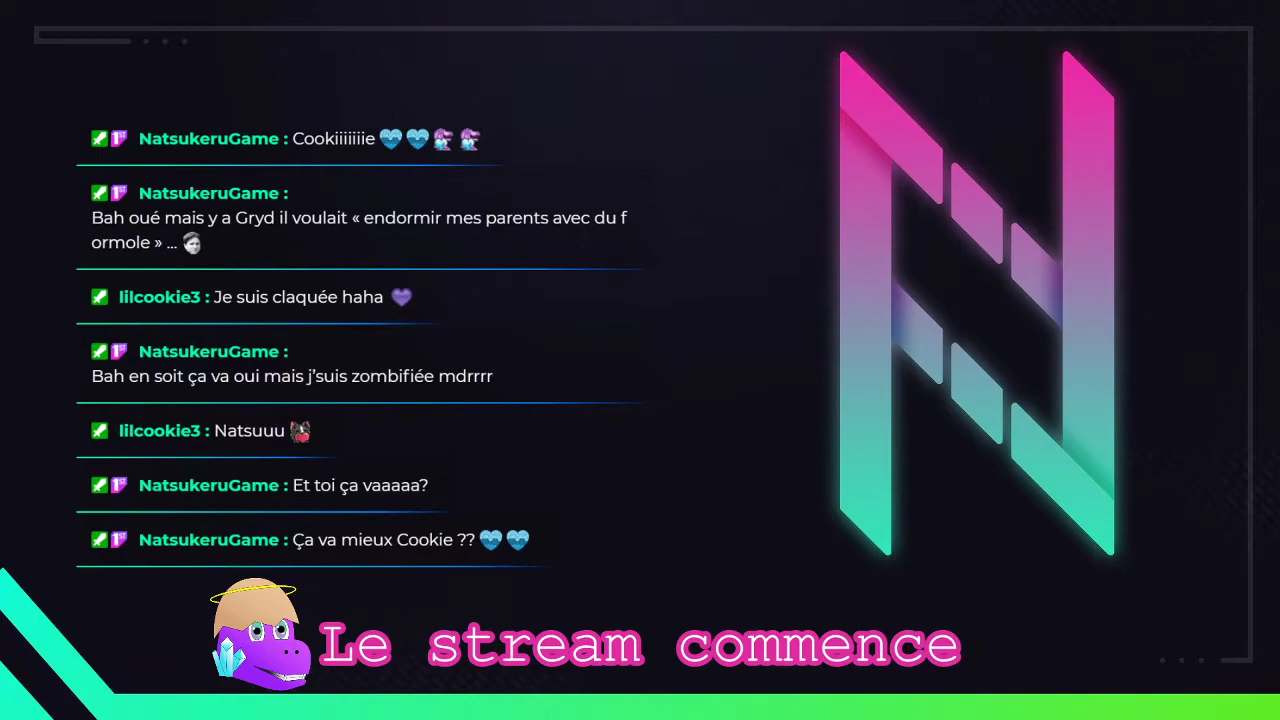 NatsukeruGame : Cookiiiiiiie
NatsukeruGame :
Bah oué mais y a Gryd il voulait « endormir mes parents avec du f
ormole » ...
lilcookie3 : Je suis claquée haha
NatsukeruGame :
Bah en soit ça va oui mais j'suis zombifiée mdrrrr
lilcookie3 : Natsuuu
NatsukeruGame : Et toi ça vaaaaa?
NatsukeruGame : Ça va mieux Cookie ??
Le stream commence